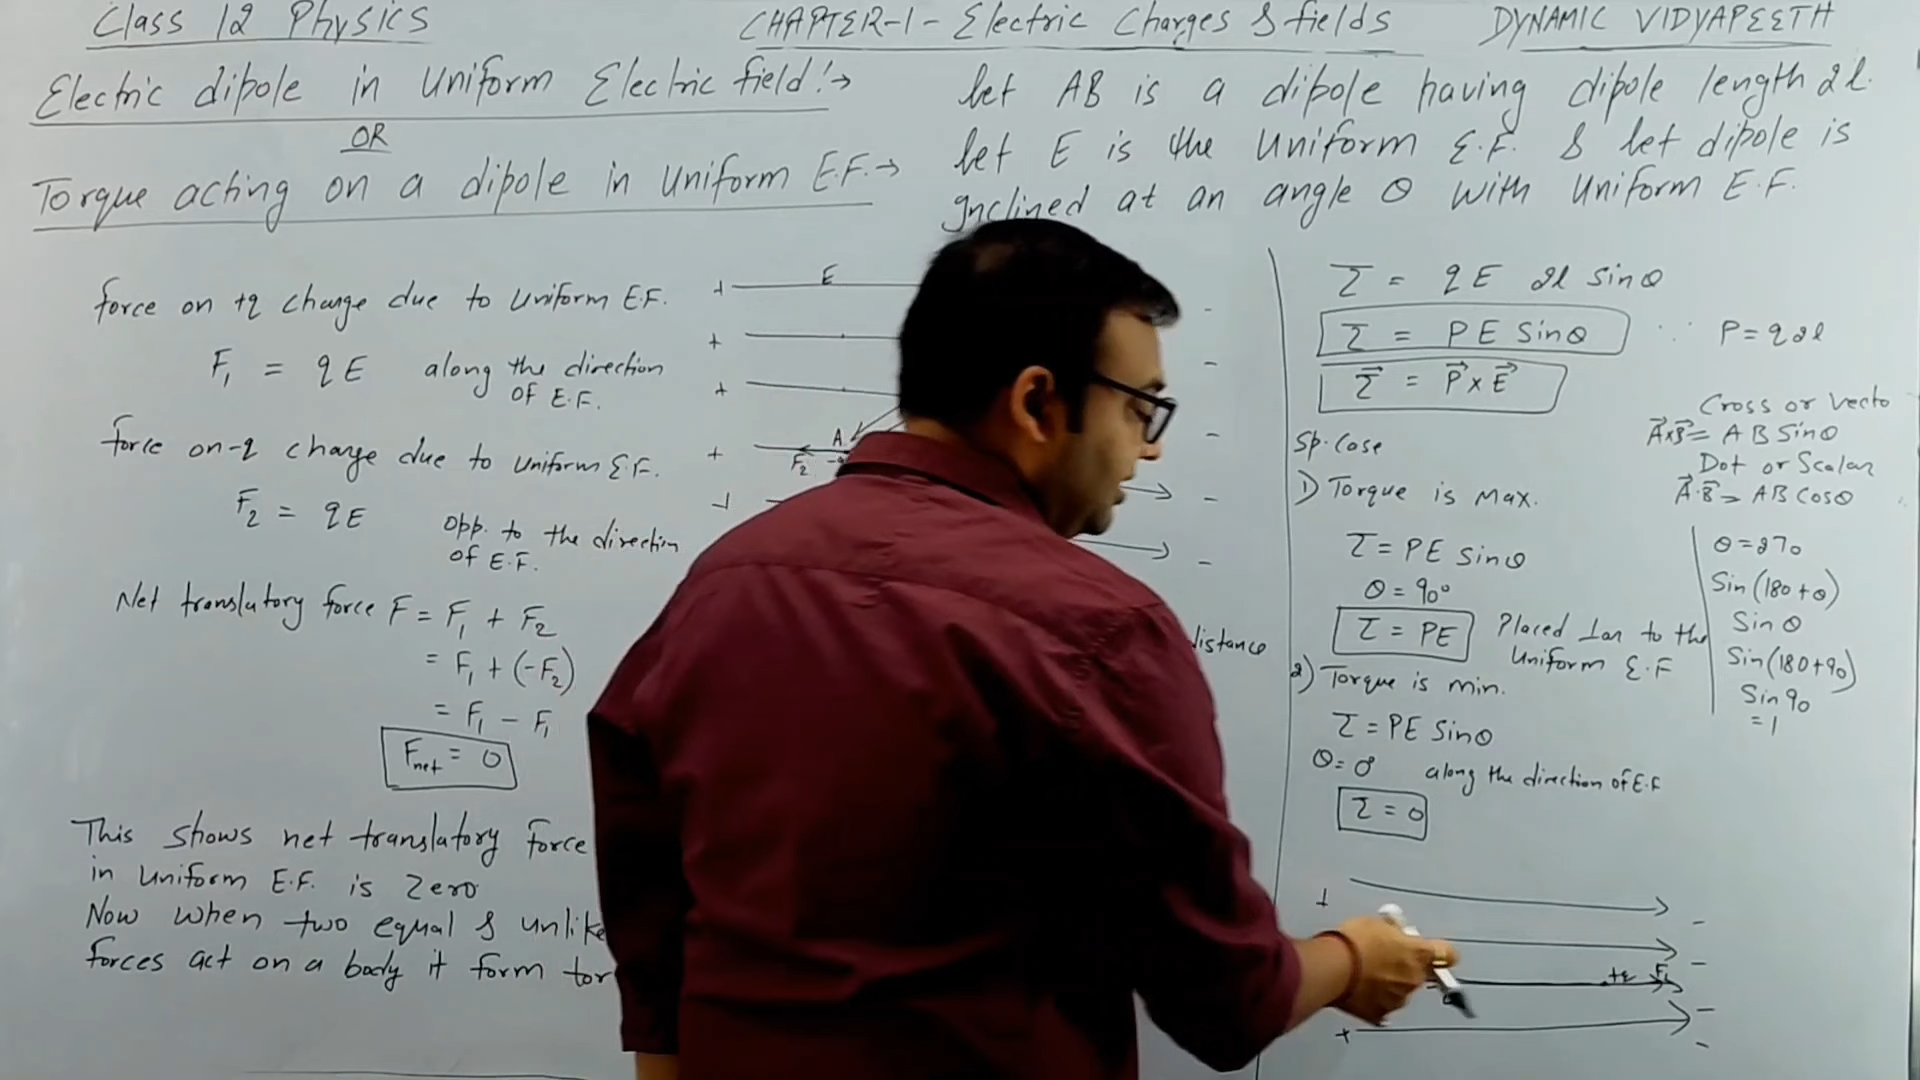 Class 12 Physics
CHAPTER-1- Electric Charges & fields
DYNAMIC VIDYAPEETH
Electric dipole in Uniform Electric field:→
OR
Torque acting on a dipole in Uniform E.F.→
let AB is a dipole having dipole length 2l.
let E is the Uniform E.F. & let dipole is
Inclined at an angle θ with Uniform E.F.
force on +q charge due to Uniform E.F.
F₁ = qE along the direction
of E.F.
force on -q charge due to Uniform E.F.
F₂ = qE opp. to the direction
of E.F.
Net translatory force F = F₁ + F₂
= F₁ + (-F₂)
= F₁ - F₁
Fnet = 0
This shows net translatory force
in Uniform E.F. is Zero
Now when two equal & unlike
forces act on a body it form tor
+ E -
+ -
+
+ F₂ A -
-
-
distance
τ = qE 2l Sinθ
τ = PE Sinθ ∵ P = q2l
τ⃗ = P⃗ × E⃗
Cross or Vecto
A⃗×B⃗ = AB Sinθ
Dot or Scalar
A⃗.B⃗ = AB Cosθ
Sp. Case
1) Torque is Max.
τ = PE Sinθ
θ = 90°
τ = PE Placed ⊥ar to the
Uniform E.F
2) Torque is Min.
τ = PE Sinθ
θ = 0° along the direction of E.F
τ = 0
θ = 270
Sin(180+θ)
Sinθ
Sin(180+90)
Sin 90
= 1
+ -
-
+q F₁
-
+ -